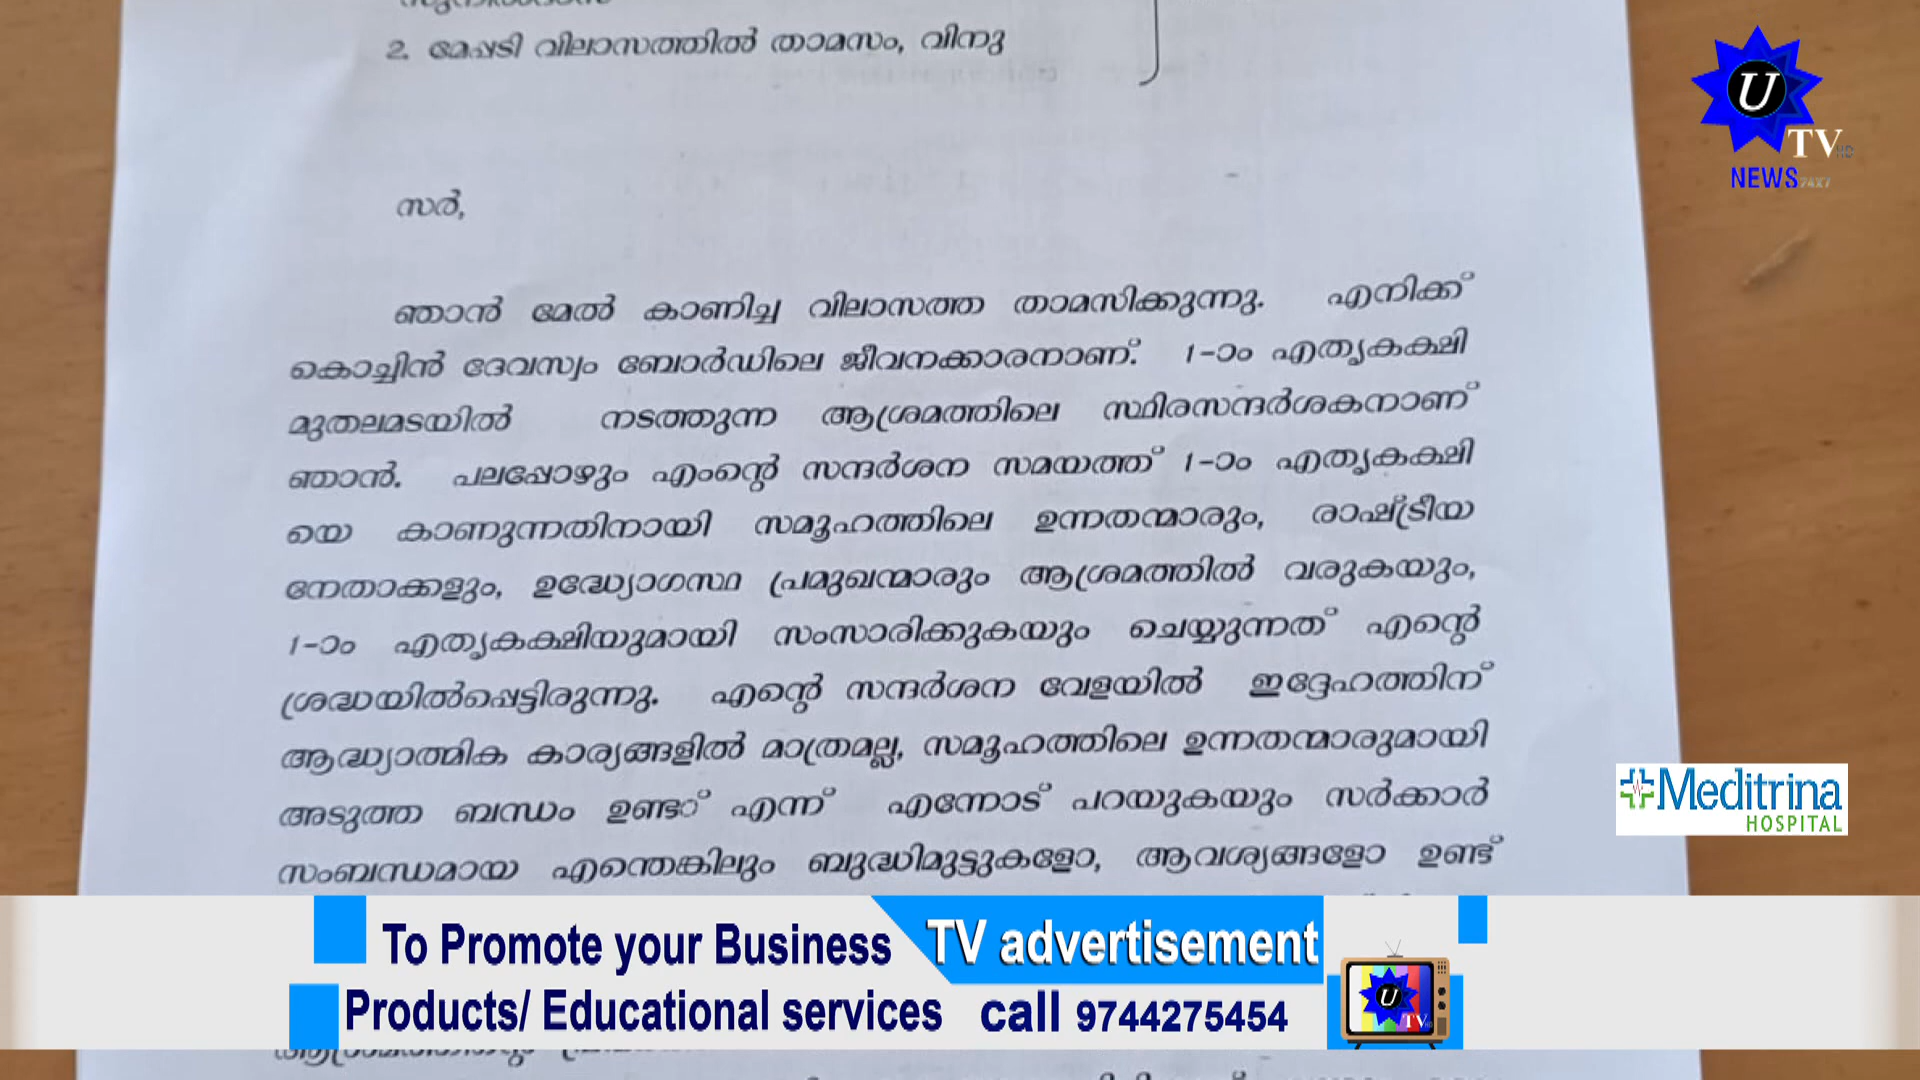 2. മേപ്പടി വിലാസത്തിൽ താമസം, വിനു
സർ,
ഞാൻ മേൽ കാണിച്ച വിലാസത്ത താമസിക്കുന്നു. എനിക്ക്
കൊച്ചിൻ ദേവസ്വം ബോർഡിലെ ജീവനക്കാരനാണ്. 1-ാം എതൃകക്ഷി
മുതലമടയിൽ നടത്തുന്ന ആശ്രമത്തിലെ സ്ഥിരസന്ദർശകനാണ്
ഞാൻ. പലപ്പോഴും എംന്റെ സന്ദർശന സമയത്ത് 1-ാം എതൃകക്ഷി
യെ കാണുന്നതിനായി സമൂഹത്തിലെ ഉന്നതന്മാരും, രാഷ്ട്രീയ
നേതാക്കളും, ഉദ്ധ്യോഗസ്ഥ പ്രമുഖന്മാരും ആശ്രമത്തിൽ വരുകയും,
1-ാം എതൃകക്ഷിയുമായി സംസാരിക്കുകയും ചെയ്യുന്നത് എന്റെ
ശ്രദ്ധയിൽപ്പെട്ടിരുന്നു. എന്റെ സന്ദർശന വേളയിൽ ഇദ്ദേഹത്തിന്
ആദ്ധ്യാത്മിക കാര്യങ്ങളിൽ മാത്രമല്ല, സമൂഹത്തിലെ ഉന്നതന്മാരുമായി
അടുത്ത ബന്ധം ഉണ്ടാ് എന്ന് എന്നോട് പറയുകയും സർക്കാർ
സംബന്ധമായ എന്തെങ്കിലും ബുദ്ധിമുട്ടുകളോ, ആവശ്യങ്ങളോ ഉണ്ട്
U
TV HD
NEWS 24X7
Meditrina
HOSPITAL
To Promote your Business
TV advertisement
Products/ Educational services
call 9744275454
U
TV